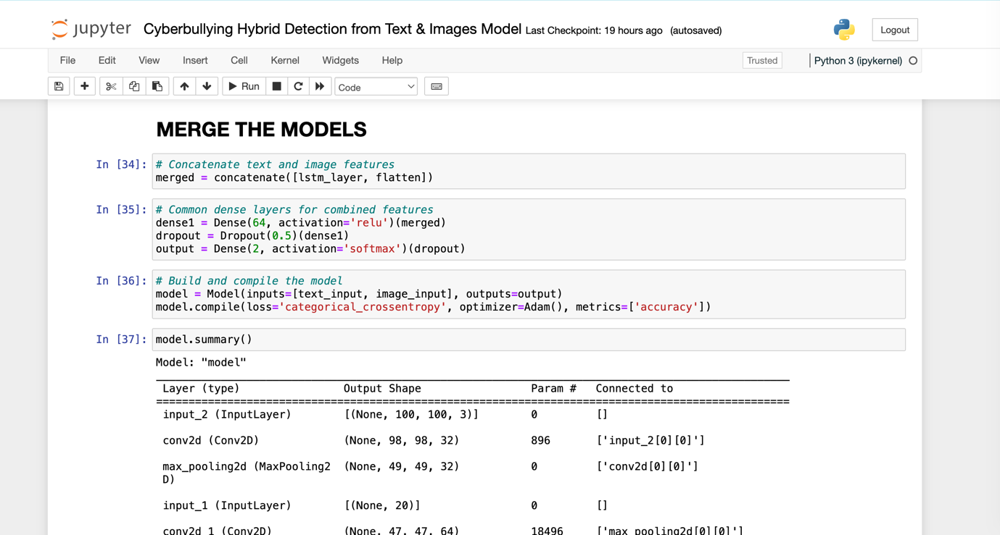 jupyter Cyberbullying Hybrid Detection from Text & Images Model Last Checkpoint: 19 hours ago (autosaved) Logout
File Edit View Insert Cell Kernel Widgets Help Trusted Python 3 (ipykernel)
Run Code
MERGE THE MODELS
In [34]: # Concatenate text and image features
merged = concatenate([lstm_layer, flatten])
In [35]: # Common dense layers for combined features
dense1 = Dense(64, activation='relu')(merged)
dropout = Dropout(0.5)(dense1)
output = Dense(2, activation='softmax')(dropout)
In [36]: # Build and compile the model
model = Model(inputs=[text_input, image_input], outputs=output)
model.compile(loss='categorical_crossentropy', optimizer=Adam(), metrics=['accuracy'])
In [37]: model.summary()
Model: "model"
Layer (type) Output Shape Param # Connected to
input_2 (InputLayer) [(None, 100, 100, 3)] 0 []
conv2d (Conv2D) (None, 98, 98, 32) 896 ['input_2[0][0]']
max_pooling2d (MaxPooling2 (None, 49, 49, 32) 0 ['conv2d[0][0]']
D)
input_1 (InputLayer) [(None, 20)] 0 []
conv2d_1 (Conv2D) (None, 47, 47, 64) 18496 ['max_pooling2d[0][0]']